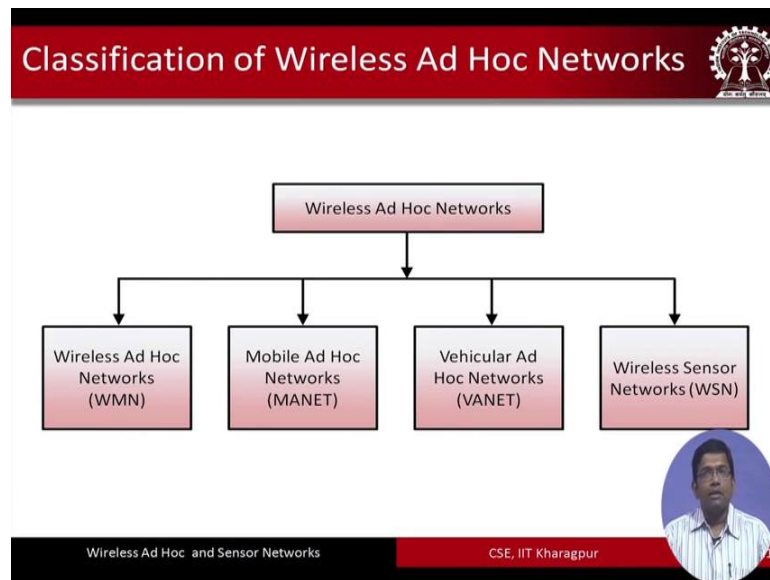 Classification of Wireless Ad Hoc Networks
Wireless Ad Hoc Networks
Wireless Ad Hoc
Networks
(WMN)
Mobile Ad Hoc
Networks
(MANET)
Vehicular Ad
Hoc Networks
(VANET)
Wireless Sensor
Networks (WSN)
Wireless Ad Hoc and Sensor Networks
CSE, IIT Kharagpur